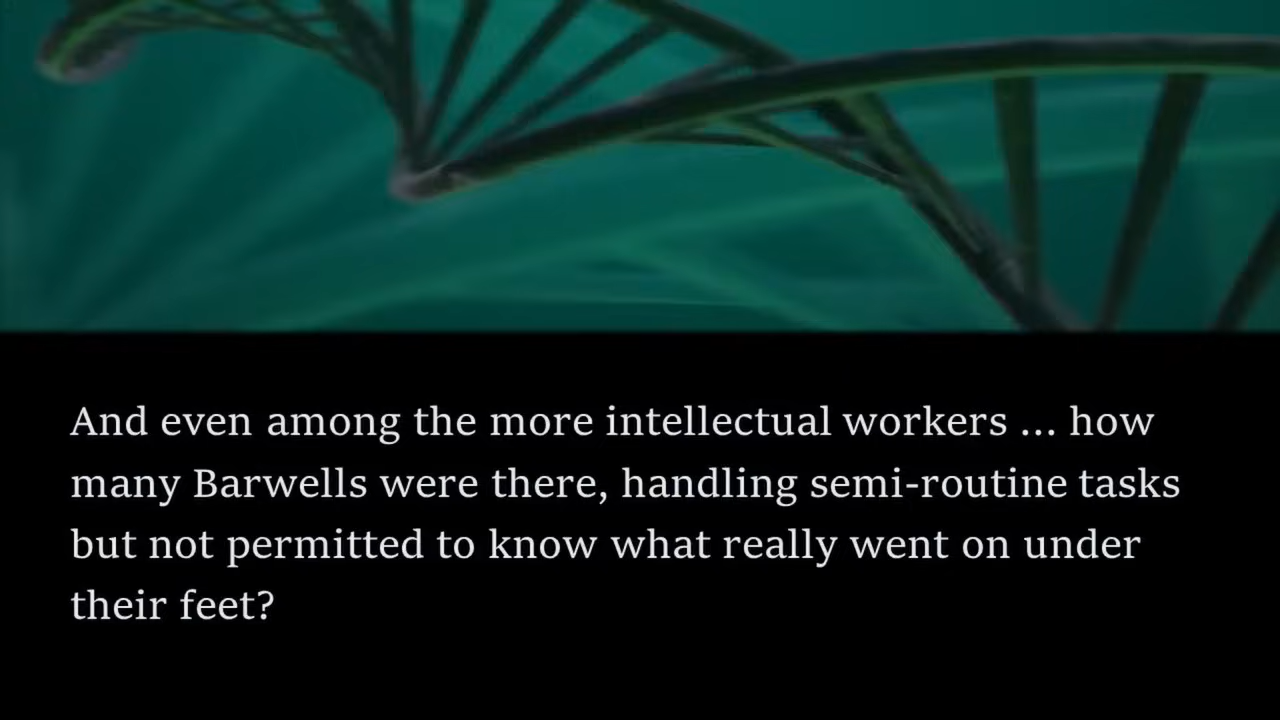 And even among the more intellectual workers ... how
many Barwells were there, handling semi-routine tasks
but not permitted to know what really went on under
their feet?